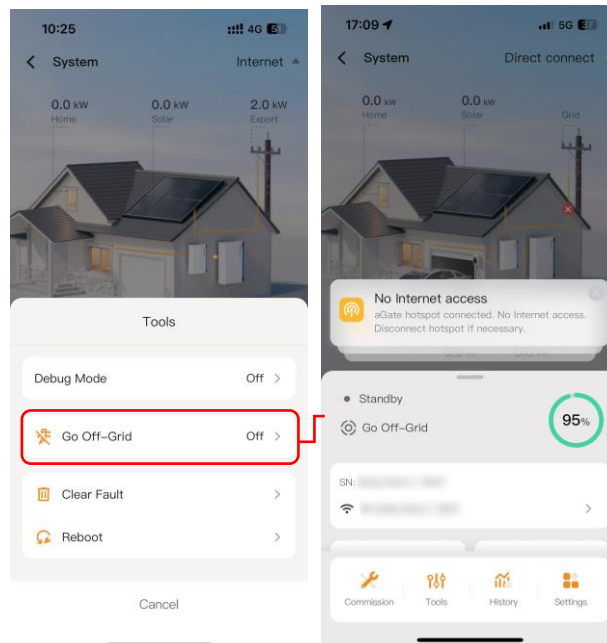 10:25
4G 6
System
Internet
0.0 kW
0.0 kW
2.0 kW
Home
Solar
Export
Tools
Debug Mode
Off
Go Off-Grid
Off
Clear Fault
Reboot
Cancel
17:09
5G 37
System
Direct connect
0.0 kW
0.0 kW
Home
Solar
Grid
No Internet access
aGate hotspot connected. No Internet access.
Disconnect hotspot if necessary.
Standby
Go Off-Grid
95%
SN:
Commission
Tools
History
Settings